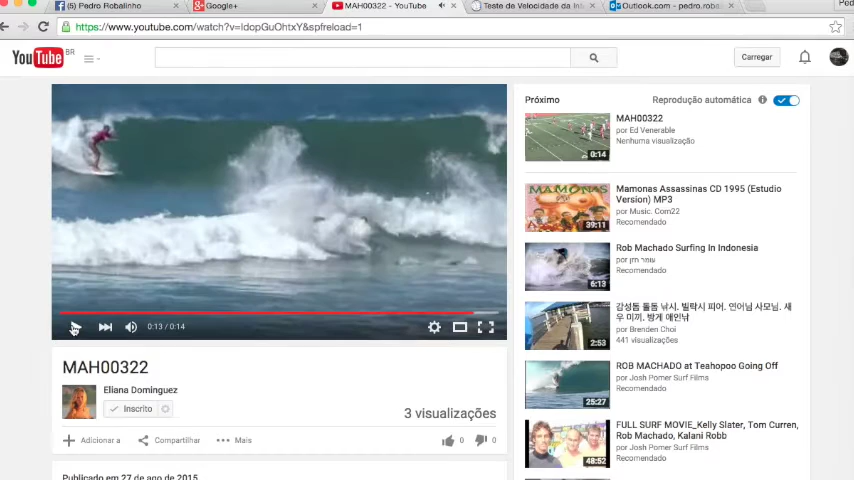 (5) Pedro Robalinho
Google+
MAH00322 - YouTube
Teste de Velocidade da In
Outlook.com - pedro.roba
Ped
https://www.youtube.com/watch?v=IdopGuOhtxY&spfreload=1
YouTube BR
Carregar
0:13 / 0:14
MAH00322
Eliana Dominguez
Inscrito
3 visualizações
Adicionar a
Compartilhar
Mais
0
0
Publicado em 27 de ago de 2015
Próximo
Reprodução automática
MAH00322
por Ed Venerable
Nenhuma visualização
0:14
Mamonas Assassinas CD 1995 (Estudio
Version) MP3
por Music. Com22
Recomendado
MAMONAS
39:11
Rob Machado Surfing In Indonesia
Recomendado
6:13
감성돔 돌돔 낚시. 빌락시 피어. 연어님 사모님. 새
우 미끼. 방게 애인낚
por Brenden Choi
441 visualizações
2:53
ROB MACHADO at Teahopoo Going Off
por Josh Pomer Surf Films
Recomendado
25:27
FULL SURF MOVIE_Kelly Slater, Tom Curren,
Rob Machado, Kalani Robb
por Josh Pomer Surf Films
Recomendado
48:52